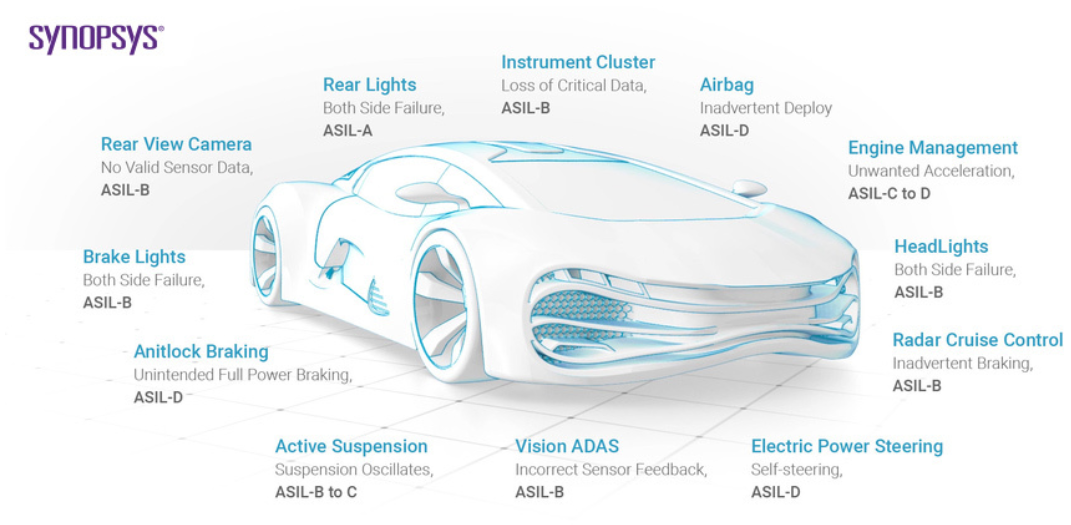 SYNOPSYS®
Instrument Cluster
Loss of Critical Data,
ASIL-B
Rear Lights
Both Side Failure,
ASIL-A
Airbag
Inadvertent Deploy
ASIL-D
Rear View Camera
No Valid Sensor Data,
ASIL-B
Engine Management
Unwanted Acceleration,
ASIL-C to D
Brake Lights
Both Side Failure,
ASIL-B
HeadLights
Both Side Failure,
ASIL-B
Anitlock Braking
Unintended Full Power Braking,
ASIL-D
Radar Cruise Control
Inadvertent Braking,
ASIL-B
Active Suspension
Suspension Oscillates,
ASIL-B to C
Vision ADAS
Incorrect Sensor Feedback,
ASIL-B
Electric Power Steering
Self-steering,
ASIL-D